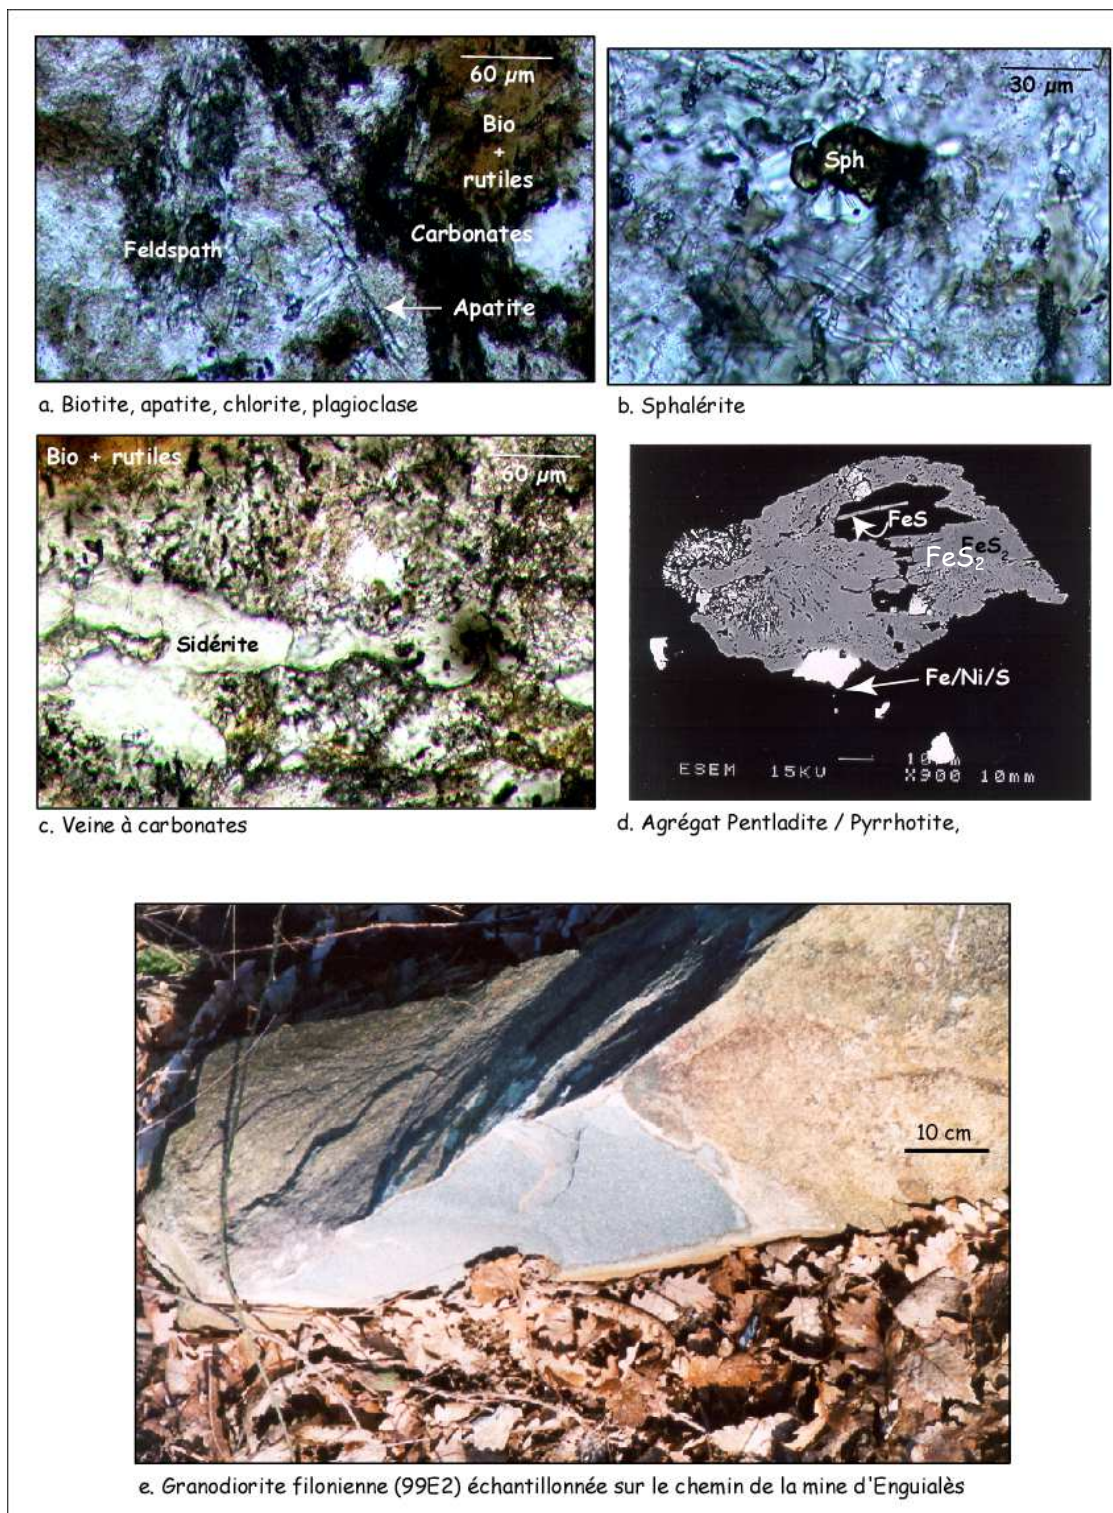 60 µm
Bio
+
rutiles
Carbonates
Feldspath
Apatite
a. Biotite, apatite, chlorite, plagioclase
30 µm
Sph
b. Sphalérite
Bio + rutiles
60 µm
Sidérite
c. Veine à carbonates
FeS
FeS2
FeS2
Fe/Ni/S
ESEM 15KV
X900 10mm
d. Agrégat Pentladite / Pyrrhotite,
10 cm
e. Granodiorite filonienne (99E2) échantillonnée sur le chemin de la mine d'Enguialès